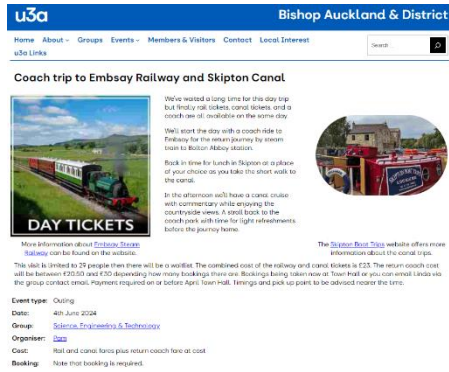 u3a
Bishop Auckland & District
Home About Groups Events Members & Visitors Contact Local Interest
u3a Links
Search ...
Coach trip to Embsay Railway and Skipton Canal
We've waited a long time for this day trip
but finally rail tickets, canal tickets, and a
coach are all available on the same day.
We'll start the day with a coach ride to
Embsay for the return journey by steam
train to Bolton Abbey station.
Back in time for lunch in Skipton at a place
of your choice as you take the short walk to
the canal.
In the afternoon we'll have a canal cruise
with commentary while enjoying the
countryside views. A stroll back to the
coach park with time for light refreshments
before the journey home.
DAY TICKETS
More information about Embsay Steam
Railway can be found on the website.
The Skipton Boat Trips website offers more
information about the canal trips.
This visit is limited to 29 people then there will be a waitlist. The combined cost of the railway and canal tickets is £23. The return coach cost
will be between £20.50 and £30 depending how many bookings there are. Bookings being taken now at Town Hall or you can email Linda via
the group contact email. Payment required on or before April Town Hall. Timings and pick up point to be advised nearer the time.
Event type: Outing
Date: 4th June 2024
Group: Science, Engineering & Technology
Organiser: Pam
Cost: Rail and canal fares plus return coach fare at cost
Booking: Note that booking is required.